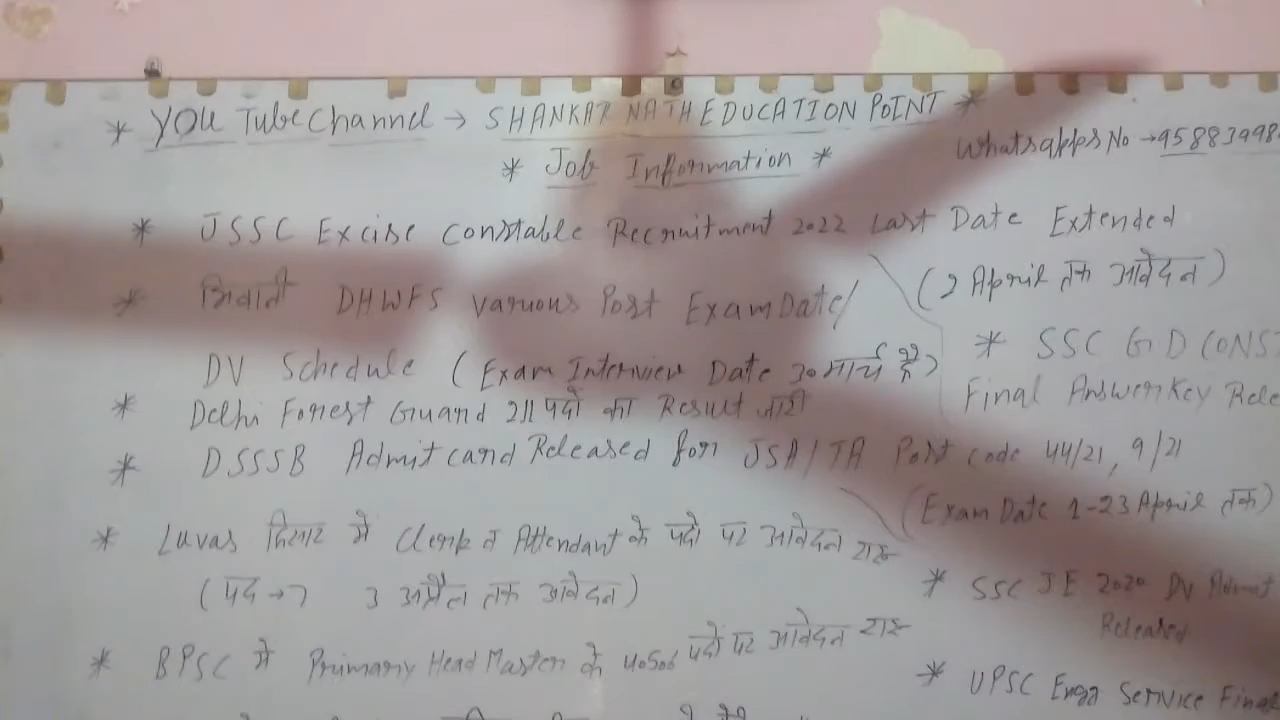 * YOU Tube Channel → SHANKAR NATH EDUCATION POINT *
Whatsapps No → 95883998
* Job Information *
* JSSC Excise constable Recruitment 2022 Last Date Extended
(2 April तक आवेदन)
* भिवानी DHWFS various Post Exam Date/
DV Schedule (Exam Interview Date 30 मार्च है)
* SSC GD CONS
Final Answer Key Rele
* Delhi Forest Guard 211 पदों का Result जारी
* DSSSB Admit card Released for JSA/TA Post code 44/21, 9/21
(Exam Date 1-23 April तक)
* Luvas हिसार में Clerk व Attendant के पदों पर आवेदन शुरू
(पद → 7 3 अप्रैल तक आवेदन)
* SSC JE 2020 DV Admit
Released
* BPSC में Primary Head Master के 40506 पदों पर आवेदन शुरू
* UPSC Engg Service Final